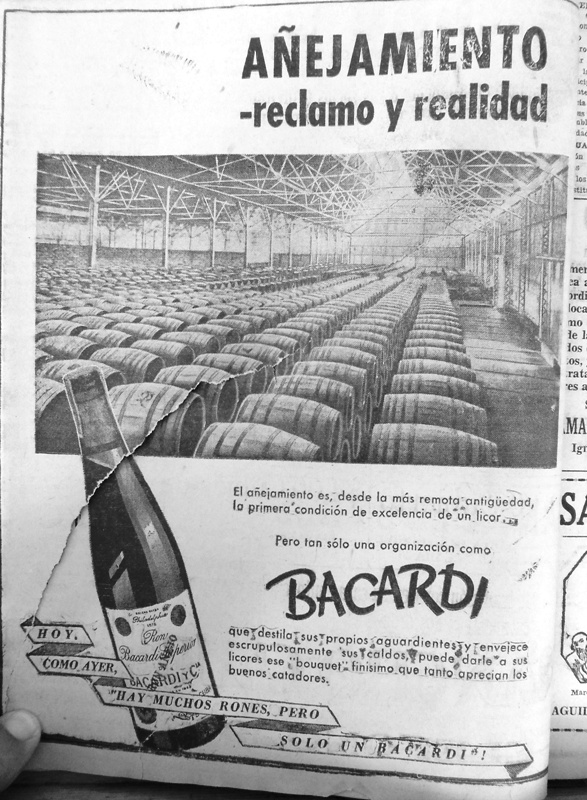 AÑEJAMIENTO
-reclamo y realidad
El añejamiento es, desde la más remota antigüedad,
la primera condición de excelencia de un licor...
Pero tan sólo una organización como
BACARDI
que destila sus propios aguardientes y envejece
escrupulosamente sus caldos, puede darle a sus
licores ese "bouquet" finísimo que tanto aprecian los
buenos catadores.
Ron
Bacardi Superior
BACARDI Y Cª
HOY,
COMO AYER,
"HAY MUCHOS RONES, PERO
SOLO UN BACARDI"!